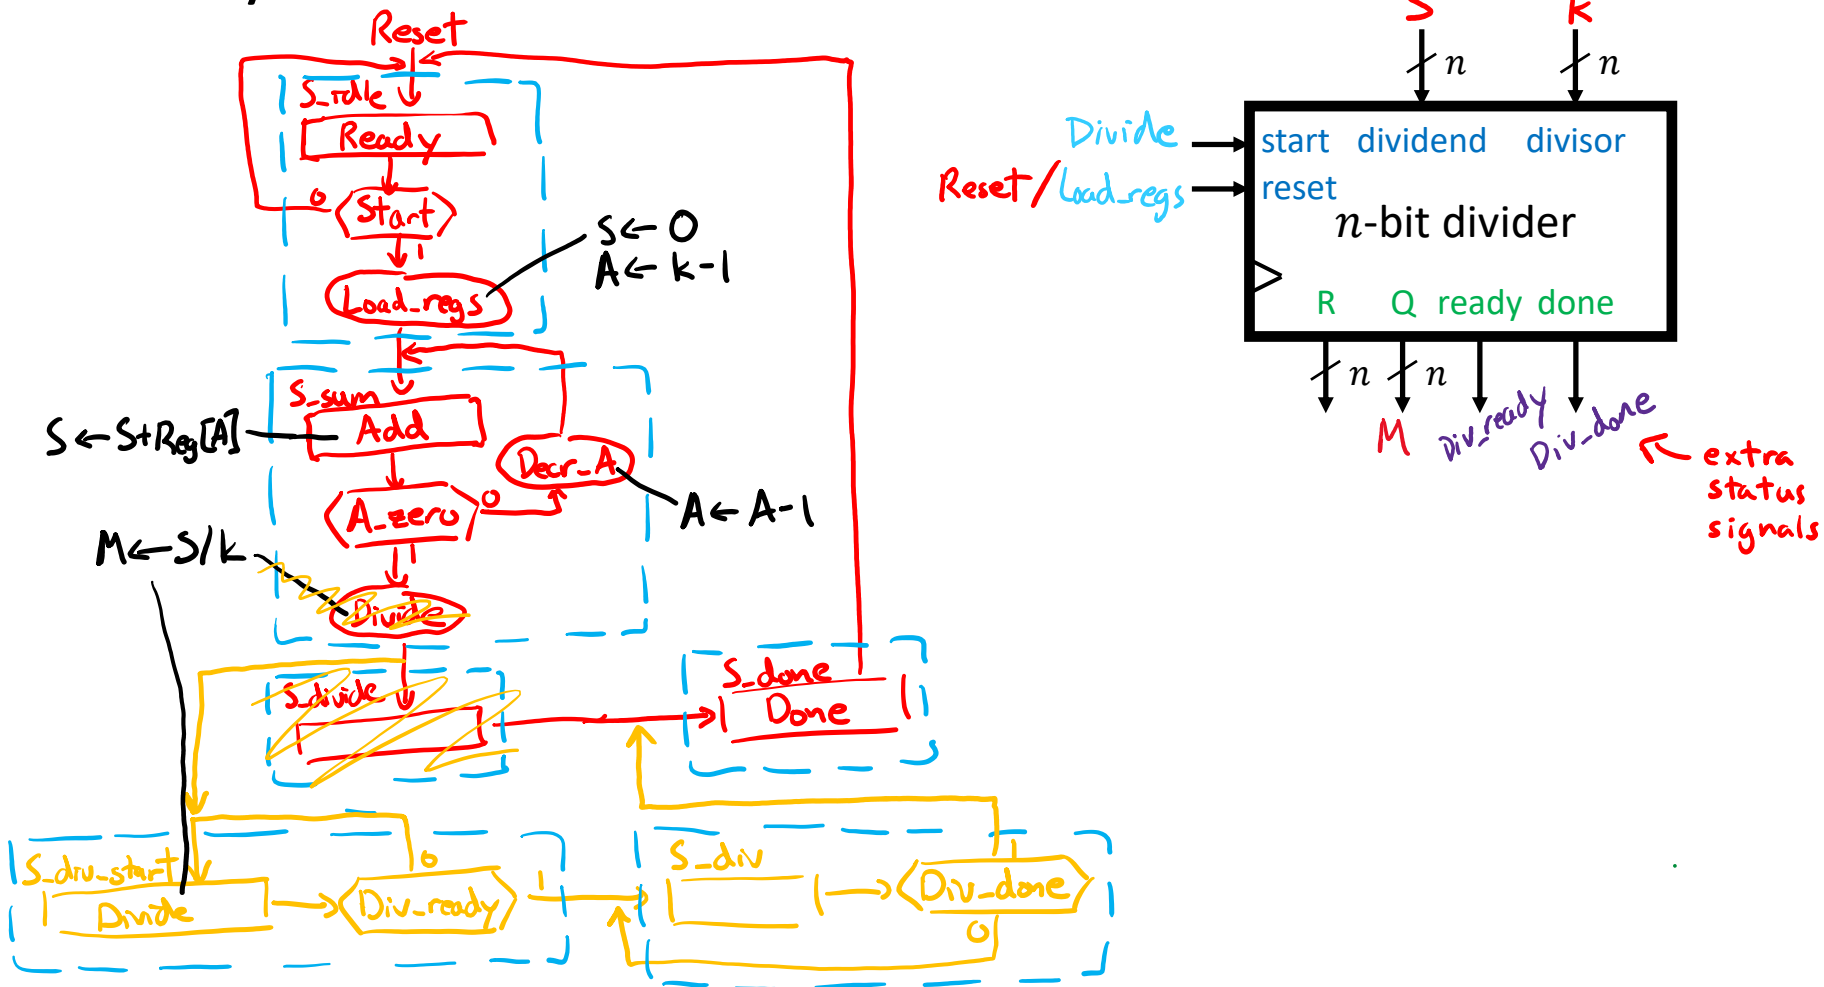 Reset
S_idle
Ready
0
Start
1
Load_regs
S ← 0
A ← k-1
S_sum
Add
S ← S+Reg[A]
Decr_A
A ← A-1
A_zero
0
1
M ← S/k
Divide
S_divide
S_done
Done
S_div_start
Divide
Div_ready
0
1
S_div
Div_done
1
0
S
k
n
n
Divide
Reset/Load_regs
start dividend divisor
reset
n-bit divider
R Q ready done
n
n
M
Div_ready
Div_done
extra
status
signals